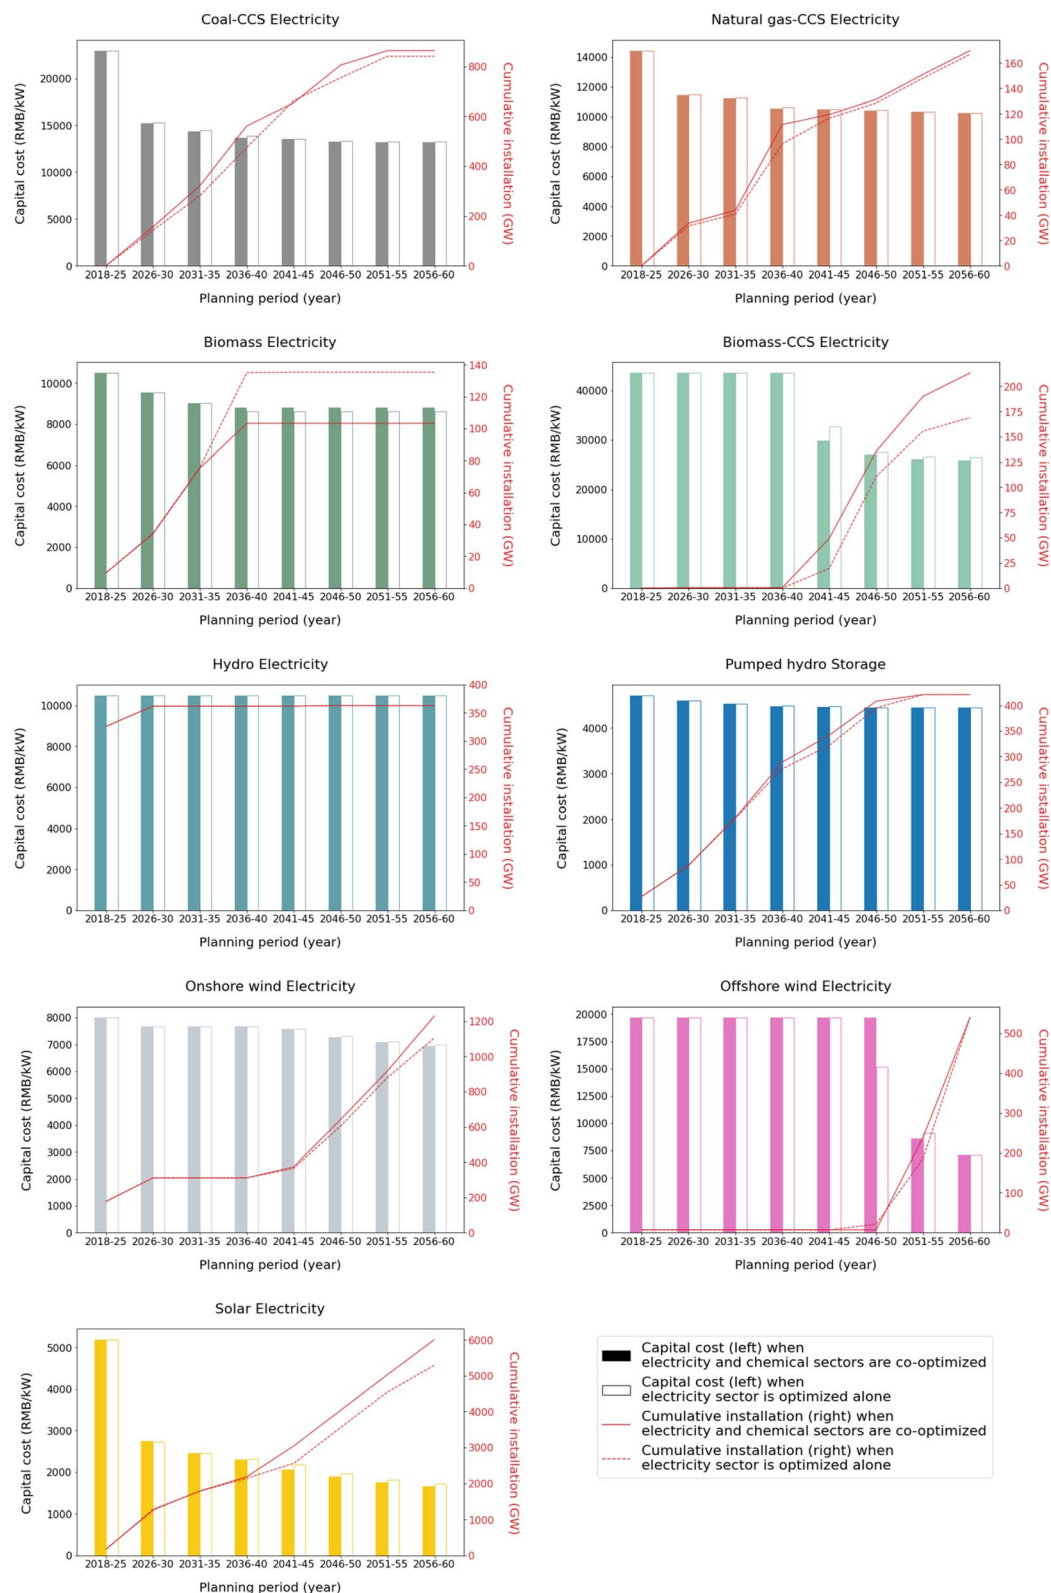 Coal-CCS Electricity
Capital cost (RMB/kW)
20000
15000
10000
5000
0
800
600
400
200
0
Cumulative installation (GW)
2018-25 2026-30 2031-35 2036-40 2041-45 2046-50 2051-55 2056-60
Planning period (year)
Natural gas-CCS Electricity
Capital cost (RMB/kW)
14000
12000
10000
8000
6000
4000
2000
0
160
140
120
100
80
60
40
20
0
Cumulative installation (GW)
2018-25 2026-30 2031-35 2036-40 2041-45 2046-50 2051-55 2056-60
Planning period (year)
Biomass Electricity
Capital cost (RMB/kW)
10000
8000
6000
4000
2000
0
140
120
100
80
60
40
20
0
Cumulative installation (GW)
2018-25 2026-30 2031-35 2036-40 2041-45 2046-50 2051-55 2056-60
Planning period (year)
Biomass-CCS Electricity
Capital cost (RMB/kW)
40000
30000
20000
10000
0
200
175
150
125
100
75
50
25
0
Cumulative installation (GW)
2018-25 2026-30 2031-35 2036-40 2041-45 2046-50 2051-55 2056-60
Planning period (year)
Hydro Electricity
Capital cost (RMB/kW)
10000
8000
6000
4000
2000
0
400
350
300
250
200
150
100
50
0
Cumulative installation (GW)
2018-25 2026-30 2031-35 2036-40 2041-45 2046-50 2051-55 2056-60
Planning period (year)
Pumped hydro Storage
Capital cost (RMB/kW)
4000
3000
2000
1000
0
400
350
300
250
200
150
100
50
0
Cumulative installation (GW)
2018-25 2026-30 2031-35 2036-40 2041-45 2046-50 2051-55 2056-60
Planning period (year)
Onshore wind Electricity
Capital cost (RMB/kW)
8000
7000
6000
5000
4000
3000
2000
1000
0
1200
1000
800
600
400
200
0
Cumulative installation (GW)
2018-25 2026-30 2031-35 2036-40 2041-45 2046-50 2051-55 2056-60
Planning period (year)
Offshore wind Electricity
Capital cost (RMB/kW)
20000
17500
15000
12500
10000
7500
5000
2500
0
500
400
300
200
100
0
Cumulative installation (GW)
2018-25 2026-30 2031-35 2036-40 2041-45 2046-50 2051-55 2056-60
Planning period (year)
Solar Electricity
Capital cost (RMB/kW)
5000
4000
3000
2000
1000
0
6000
5000
4000
3000
2000
1000
0
Cumulative installation (GW)
2018-25 2026-30 2031-35 2036-40 2041-45 2046-50 2051-55 2056-60
Planning period (year)
Capital cost (left) when
electricity and chemical sectors are co-optimized
Capital cost (left) when
electricity sector is optimized alone
Cumulative installation (right) when
electricity and chemical sectors are co-optimized
Cumulative installation (right) when
electricity sector is optimized alone